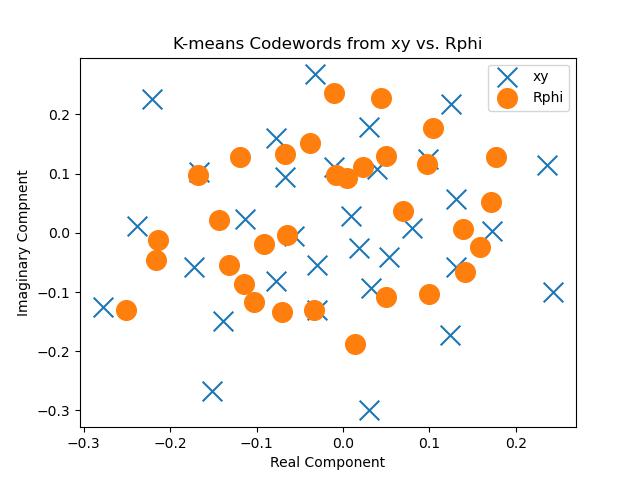 K-means Codewords from xy vs. Rphi
xy
Rphi
Imaginary Compnent
0.2
0.1
0.0
−0.1
−0.2
−0.3
−0.3 −0.2 −0.1 0.0 0.1 0.2
Real Component